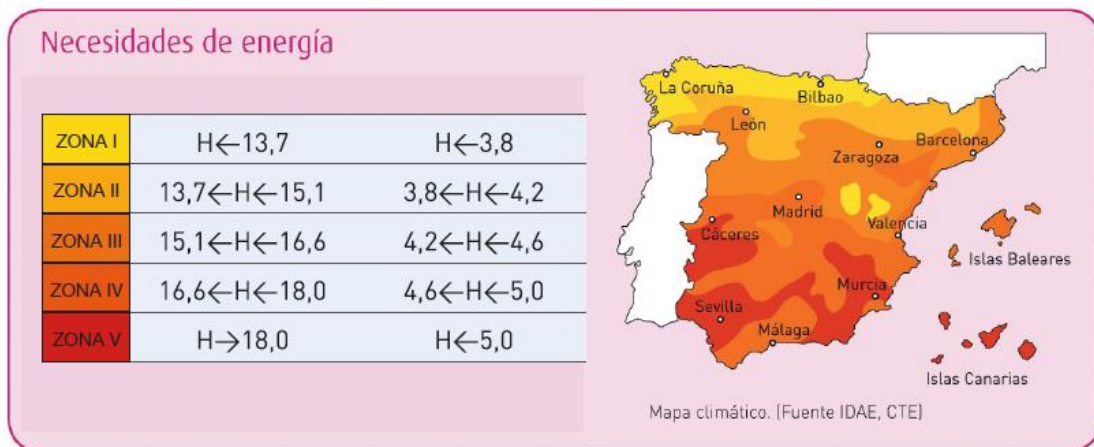 Necesidades de energía
ZONA I H←13,7 H←3,8
ZONA II 13,7←H←15,1 3,8←H←4,2
ZONA III 15,1←H←16,6 4,2←H←4,6
ZONA IV 16,6←H←18,0 4,6←H←5,0
ZONA V H→18,0 H←5,0
La Coruña
Bilbao
León
Zaragoza
Barcelona
Madrid
Cáceres
Valencia
Islas Baleares
Murcia
Sevilla
Málaga
Islas Canarias
Mapa climático. (Fuente IDAE, CTE)